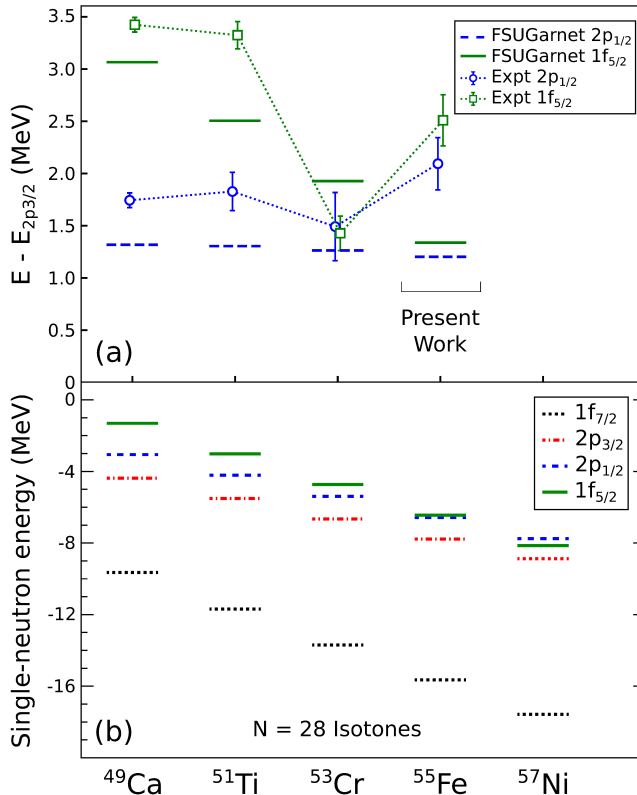 3.5
3.0
2.5
2.0
1.5
1.0
.5
0
E - E2p3/2 (MeV)
FSUGarnet 2p1/2
FSUGarnet 1f5/2
Expt 2p1/2
Expt 1f5/2
Present
Work
(a)
0
-4
-8
-12
-16
Single-neutron energy (MeV)
1f7/2
2p3/2
2p1/2
1f5/2
(b)
N = 28 Isotones
49Ca 51Ti 53Cr 55Fe 57Ni